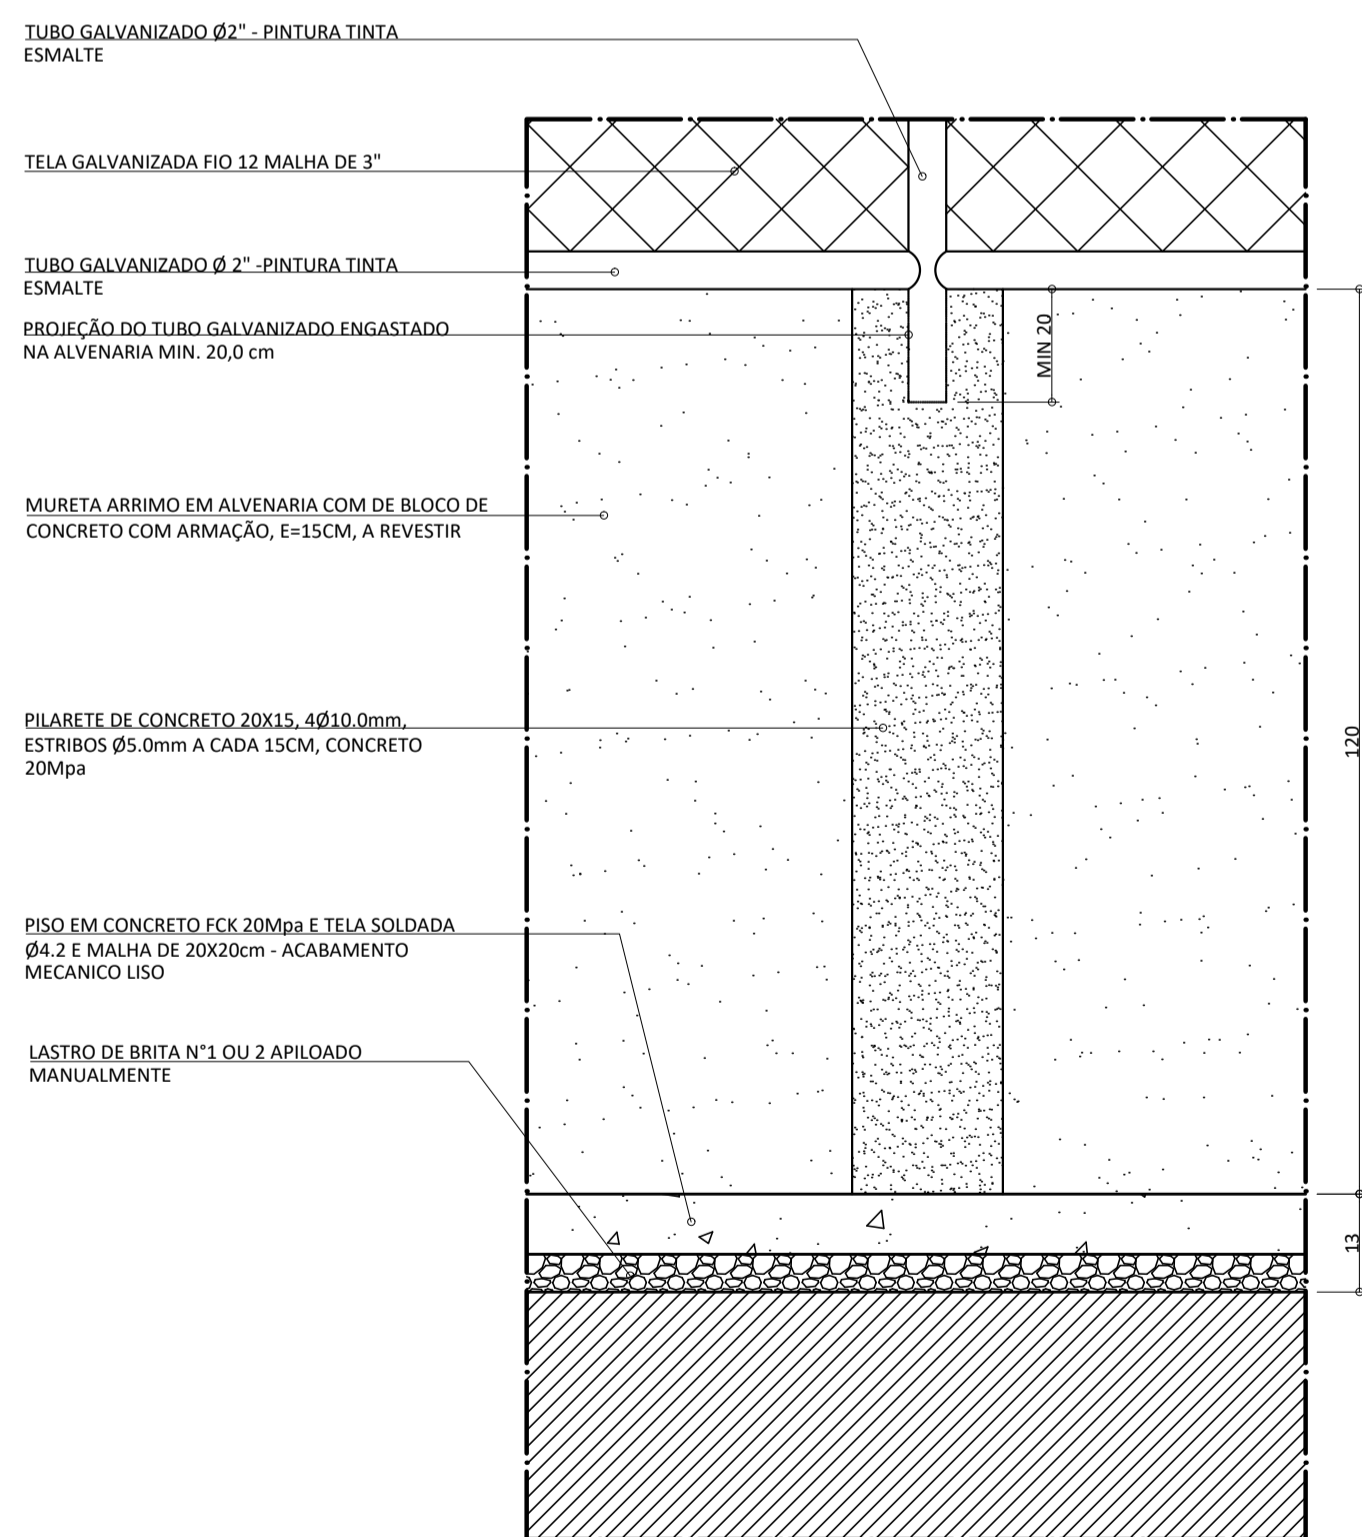 TUBO GALVANIZADO Ø2" - PINTURA TINTA
ESMALTE
TELA GALVANIZADA FIO 12 MALHA DE 3"
TUBO GALVANIZADO Ø 2" -PINTURA TINTA
ESMALTE
PROJEÇÃO DO TUBO GALVANIZADO ENGASTADO
NA ALVENARIA MIN. 20,0 cm
MIN 20
MURETA ARRIMO EM ALVENARIA COM DE BLOCO DE
CONCRETO COM ARMAÇÃO, E=15CM, A REVESTIR
PILARETE DE CONCRETO 20X15, 4Ø10.0mm,
ESTRIBOS Ø5.0mm A CADA 15CM, CONCRETO
20Mpa
120
PISO EM CONCRETO FCK 20Mpa E TELA SOLDADA
Ø4.2 E MALHA DE 20X20cm - ACABAMENTO
MECANICO LISO
LASTRO DE BRITA N°1 OU 2 APILOADO
MANUALMENTE
13